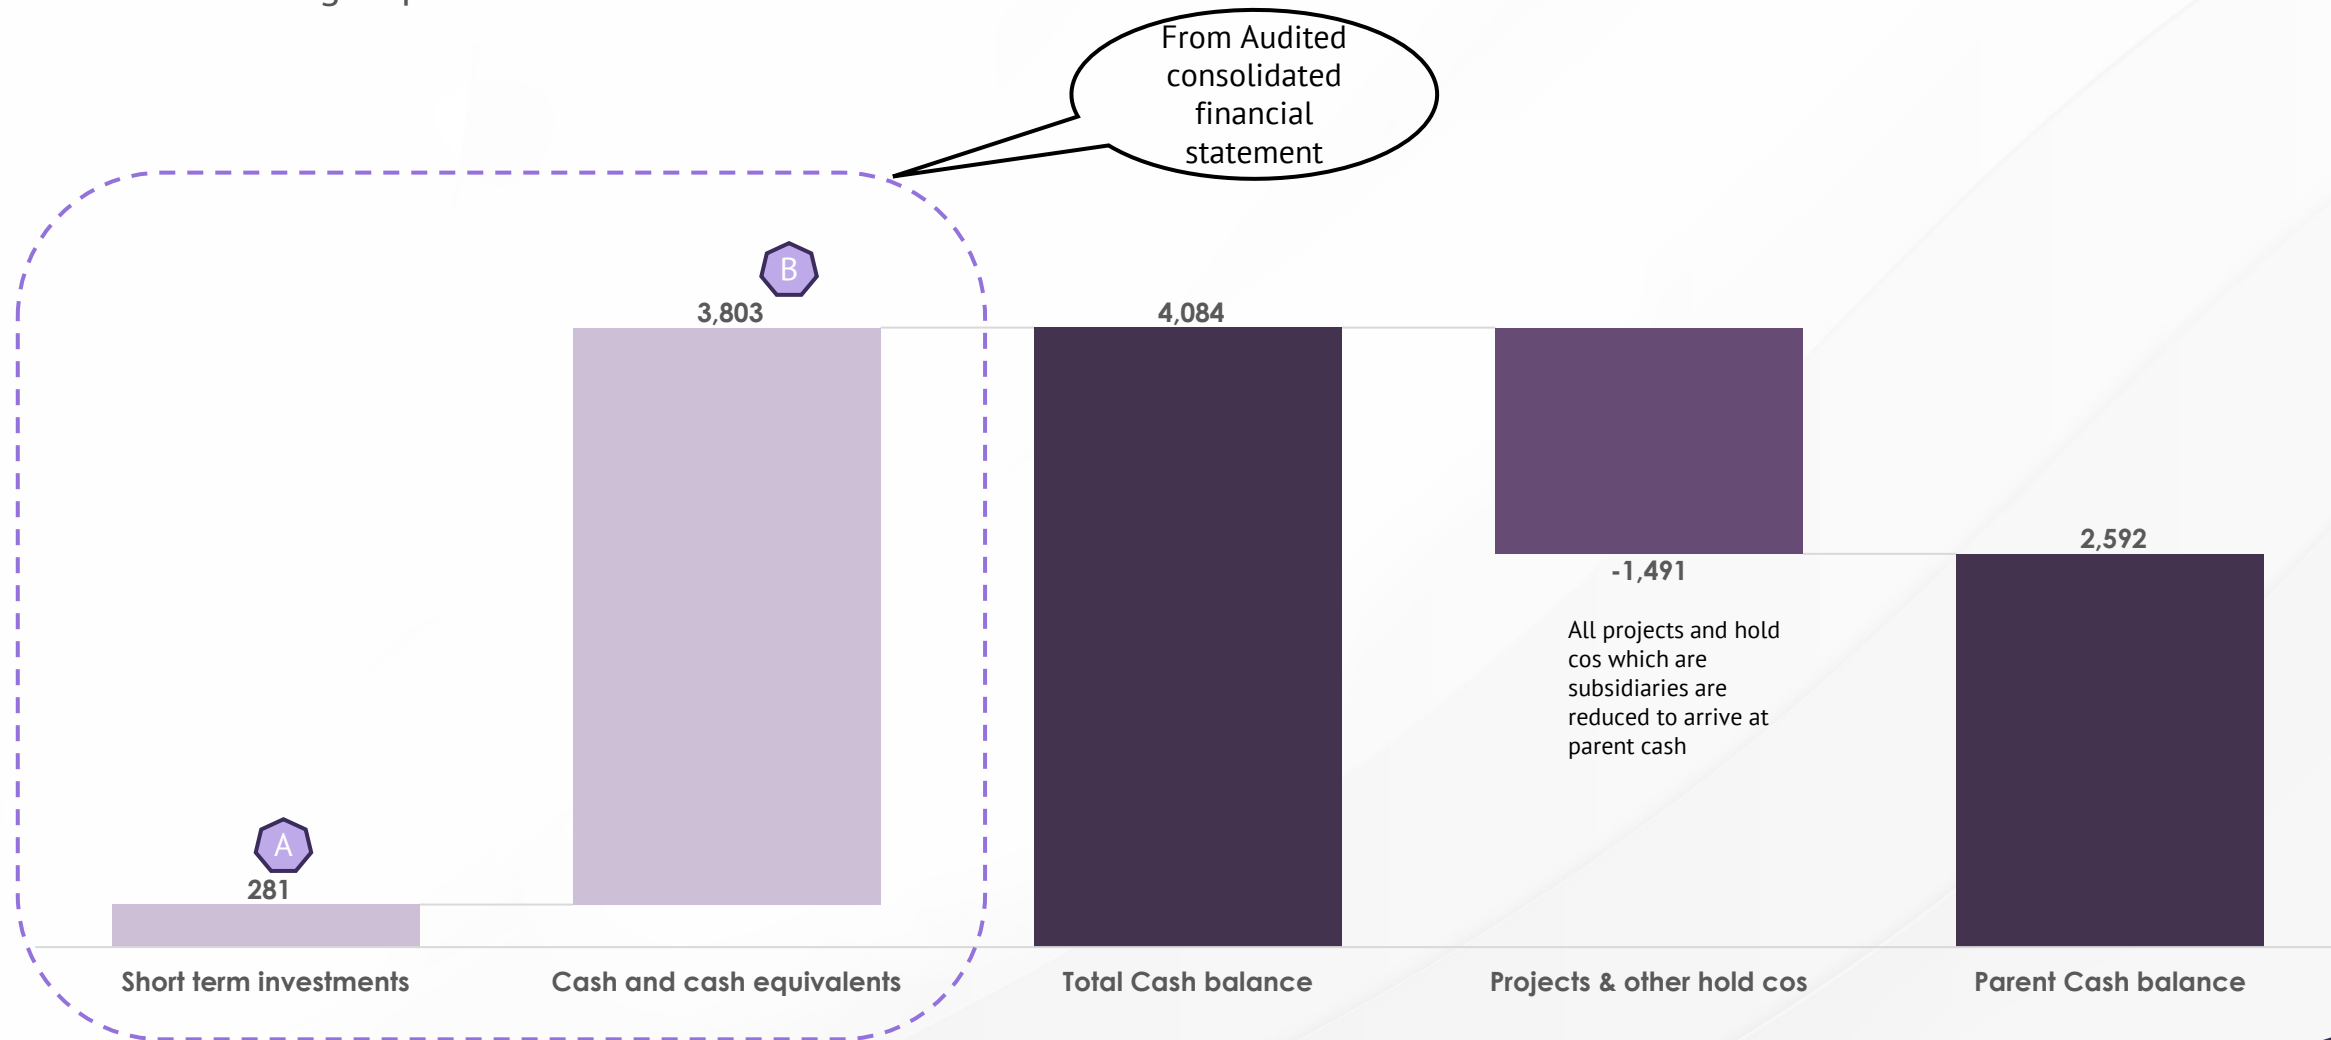 From Audited
consolidated
financial
statement
B
3,803
4,084
2,592
-1,491
All projects and hold
cos which are
subsidiaries are
reduced to arrive at
parent cash
A
281
Short term investments
Cash and cash equivalents
Total Cash balance
Projects & other hold cos
Parent Cash balance